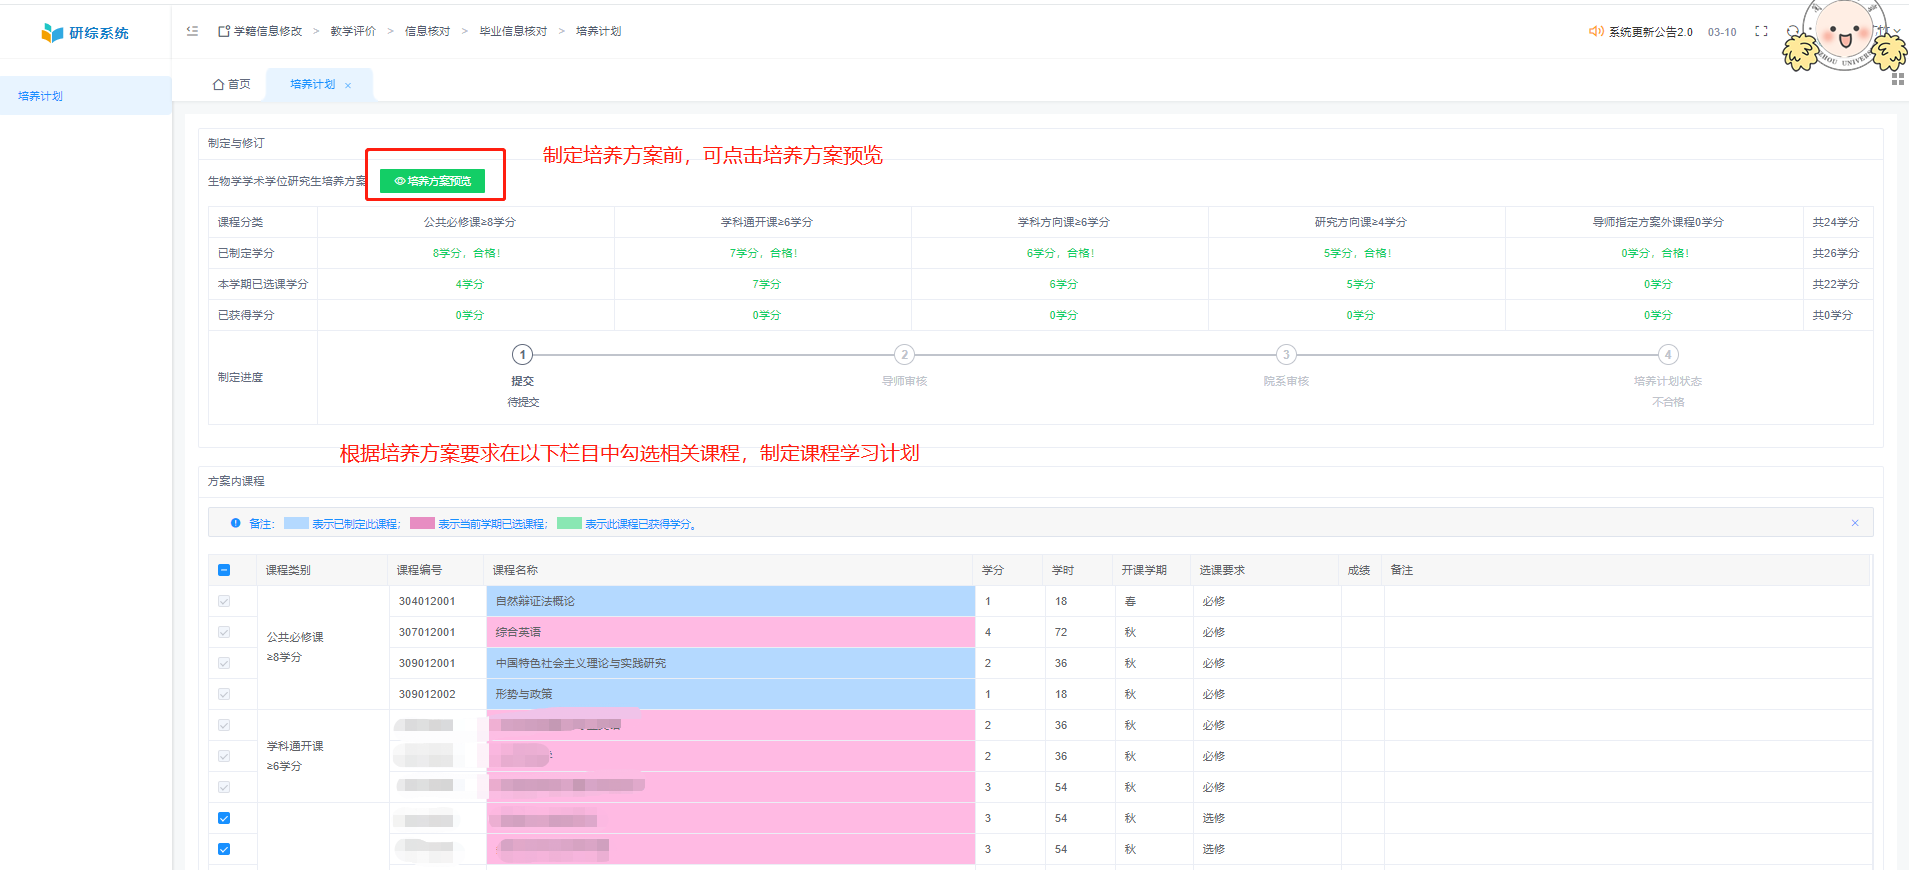 研综系统
学籍信息修改 > 教学评价 > 信息核对 > 毕业信息核对 > 培养计划
系统更新公告2.0 03-10
首页 培养计划 ×
培养计划
制定与修订
制定培养方案前，可点击培养方案预览
生物学学术学位研究生培养方案 培养方案预览
课程分类 公共必修课≥8学分 学科通开课≥6学分 学科方向课≥6学分 研究方向课≥4学分 导师指定方案外课程0学分 共24学分
已制定学分 8学分，合格！ 7学分，合格！ 6学分，合格！ 5学分，合格！ 0学分，合格！ 共26学分
本学期已选课学分 4学分 7学分 6学分 5学分 0学分 共22学分
已获得学分 0学分 0学分 0学分 0学分 0学分 共0学分
制定进度
1 2 3 4
提交 导师审核 院系审核 培养计划状态
待提交 不合格
根据培养方案要求在以下栏目中勾选相关课程，制定课程学习计划
方案内课程
备注： 表示已制定此课程； 表示当前学期已选课程； 表示此课程已获得学分。 ×
课程类别 课程编号 课程名称 学分 学时 开课学期 选课要求 成绩 备注
公共必修课
≥8学分
304012001 自然辩证法概论 1 18 春 必修
307012001 综合英语 4 72 秋 必修
309012001 中国特色社会主义理论与实践研究 2 36 秋 必修
309012002 形势与政策 1 18 秋 必修
学科通开课
≥6学分
2 36 秋 必修
2 36 秋 必修
3 54 秋 必修
3 54 秋 选修
3 54 秋 选修